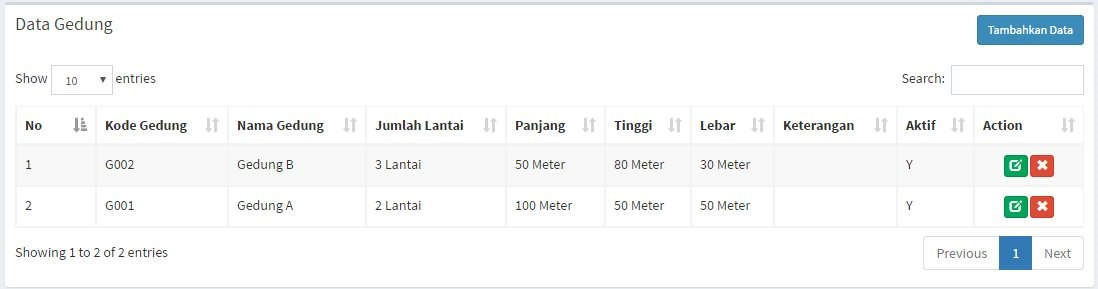 Data Gedung
Tambahkan Data
Show 10 entries
Search:
No Kode Gedung Nama Gedung Jumlah Lantai Panjang Tinggi Lebar Keterangan Aktif Action
1 G002 Gedung B 3 Lantai 50 Meter 80 Meter 30 Meter Y
2 G001 Gedung A 2 Lantai 100 Meter 50 Meter 50 Meter Y
Showing 1 to 2 of 2 entries
Previous 1 Next